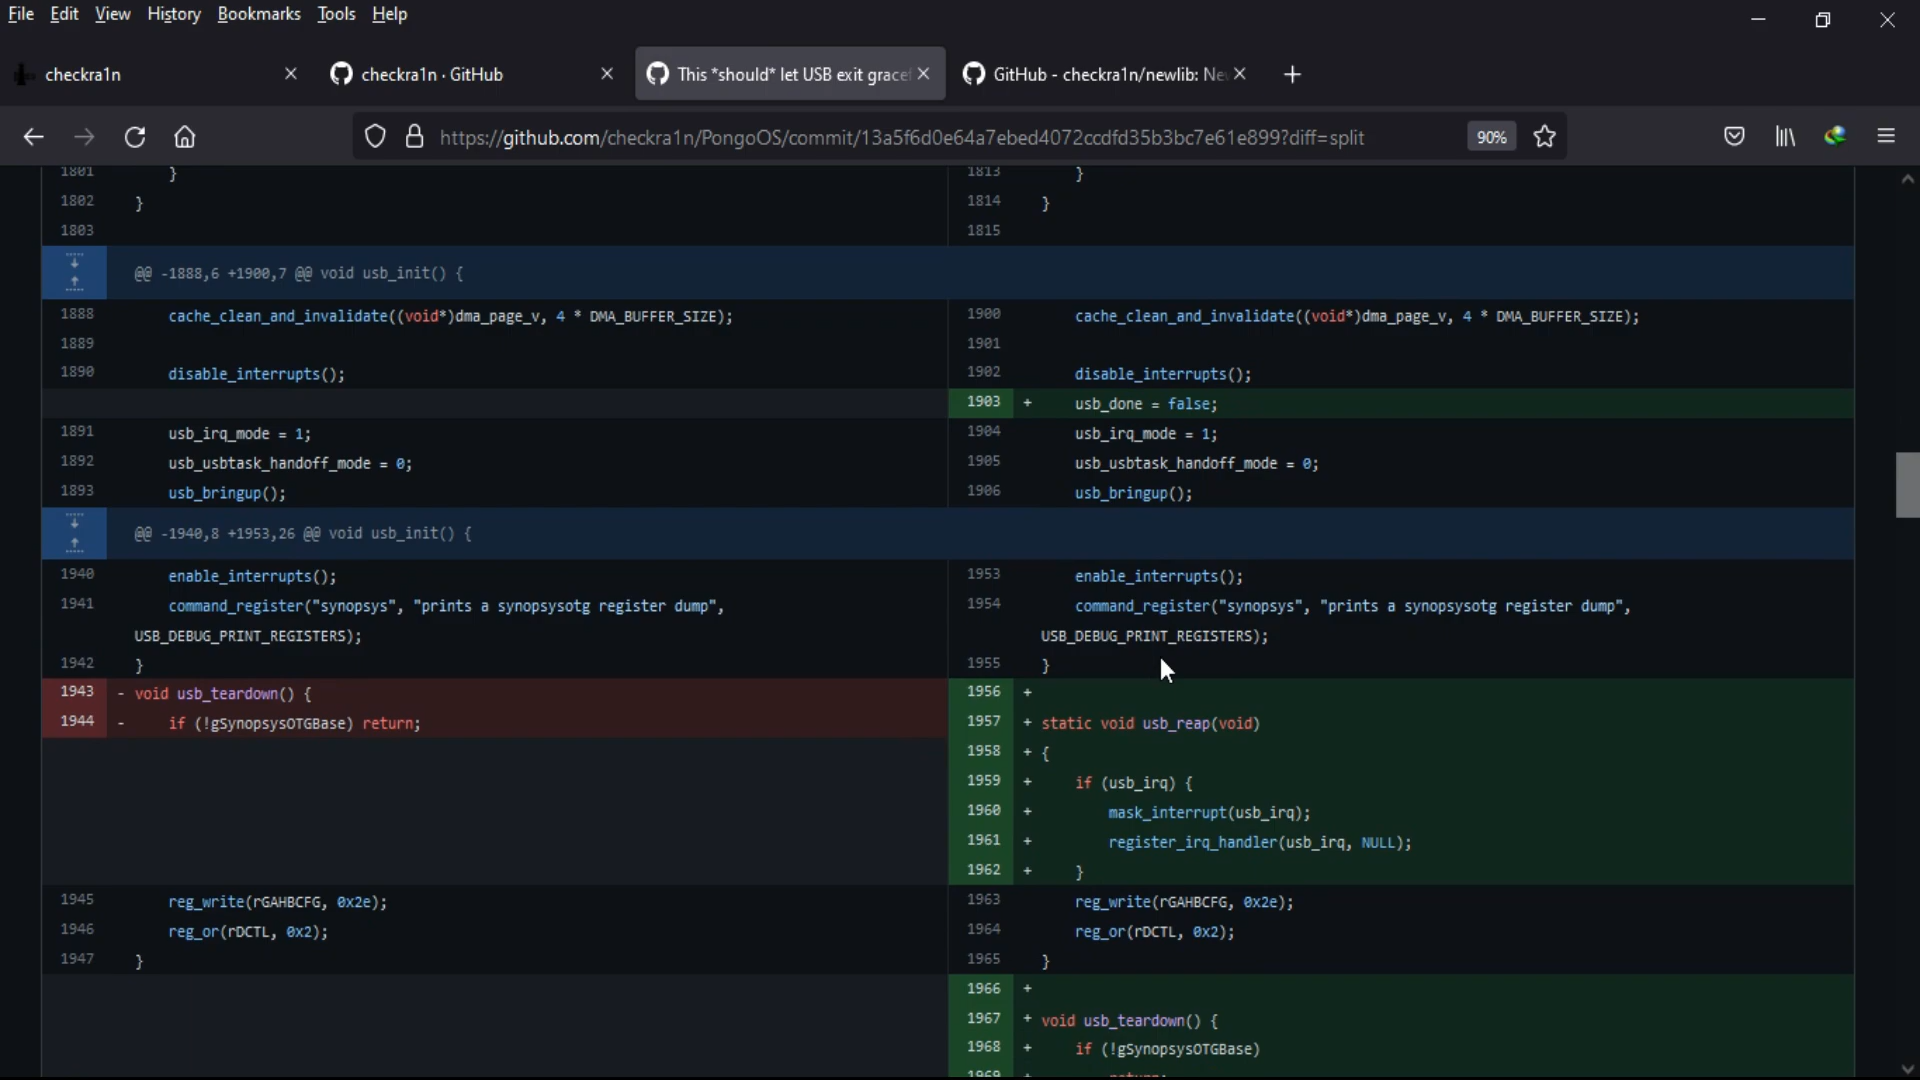 File Edit View History Bookmarks Tools Help
checkra1n
checkra1n · GitHub
This *should* let USB exit gracef
GitHub - checkra1n/newlib: Ne
https://github.com/checkra1n/PongoOS/commit/13a5f6d0e64a7ebed4072ccdfd35b3bc7e61e899?diff=split 90%
1801 } 1813 }
1802 } 1814 }
1803 1815
@@ -1888,6 +1900,7 @@ void usb_init() {
1888 cache_clean_and_invalidate((void*)dma_page_v, 4 * DMA_BUFFER_SIZE); 1900 cache_clean_and_invalidate((void*)dma_page_v, 4 * DMA_BUFFER_SIZE);
1889 1901
1890 disable_interrupts(); 1902 disable_interrupts();
1903 + usb_done = false;
1891 usb_irq_mode = 1; 1904 usb_irq_mode = 1;
1892 usb_usbtask_handoff_mode = 0; 1905 usb_usbtask_handoff_mode = 0;
1893 usb_bringup(); 1906 usb_bringup();
@@ -1940,8 +1953,26 @@ void usb_init() {
1940 enable_interrupts(); 1953 enable_interrupts();
1941 command_register("synopsys", "prints a synopsysotg register dump", 1954 command_register("synopsys", "prints a synopsysotg register dump",
USB_DEBUG_PRINT_REGISTERS); USB_DEBUG_PRINT_REGISTERS);
1942 } 1955 }
1943 - void usb_teardown() { 1956 +
1944 - if (!gSynopsysOTGBase) return; 1957 + static void usb_reap(void)
1958 + {
1959 + if (usb_irq) {
1960 + mask_interrupt(usb_irq);
1961 + register_irq_handler(usb_irq, NULL);
1962 + }
1945 reg_write(rGAHBCFG, 0x2e); 1963 reg_write(rGAHBCFG, 0x2e);
1946 reg_or(rDCTL, 0x2); 1964 reg_or(rDCTL, 0x2);
1947 } 1965 }
1966 +
1967 + void usb_teardown() {
1968 + if (!gSynopsysOTGBase)
1969 + return;